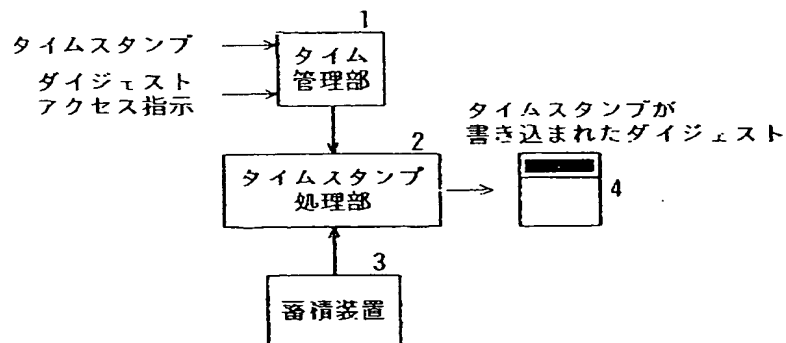 1
タイムスタンプ
タイム
管理部
ダイジェスト
アクセス指示
タイムスタンプが
書き込まれたダイジェスト
2
タイムスタンプ
処理部
4
3
蓄積装置